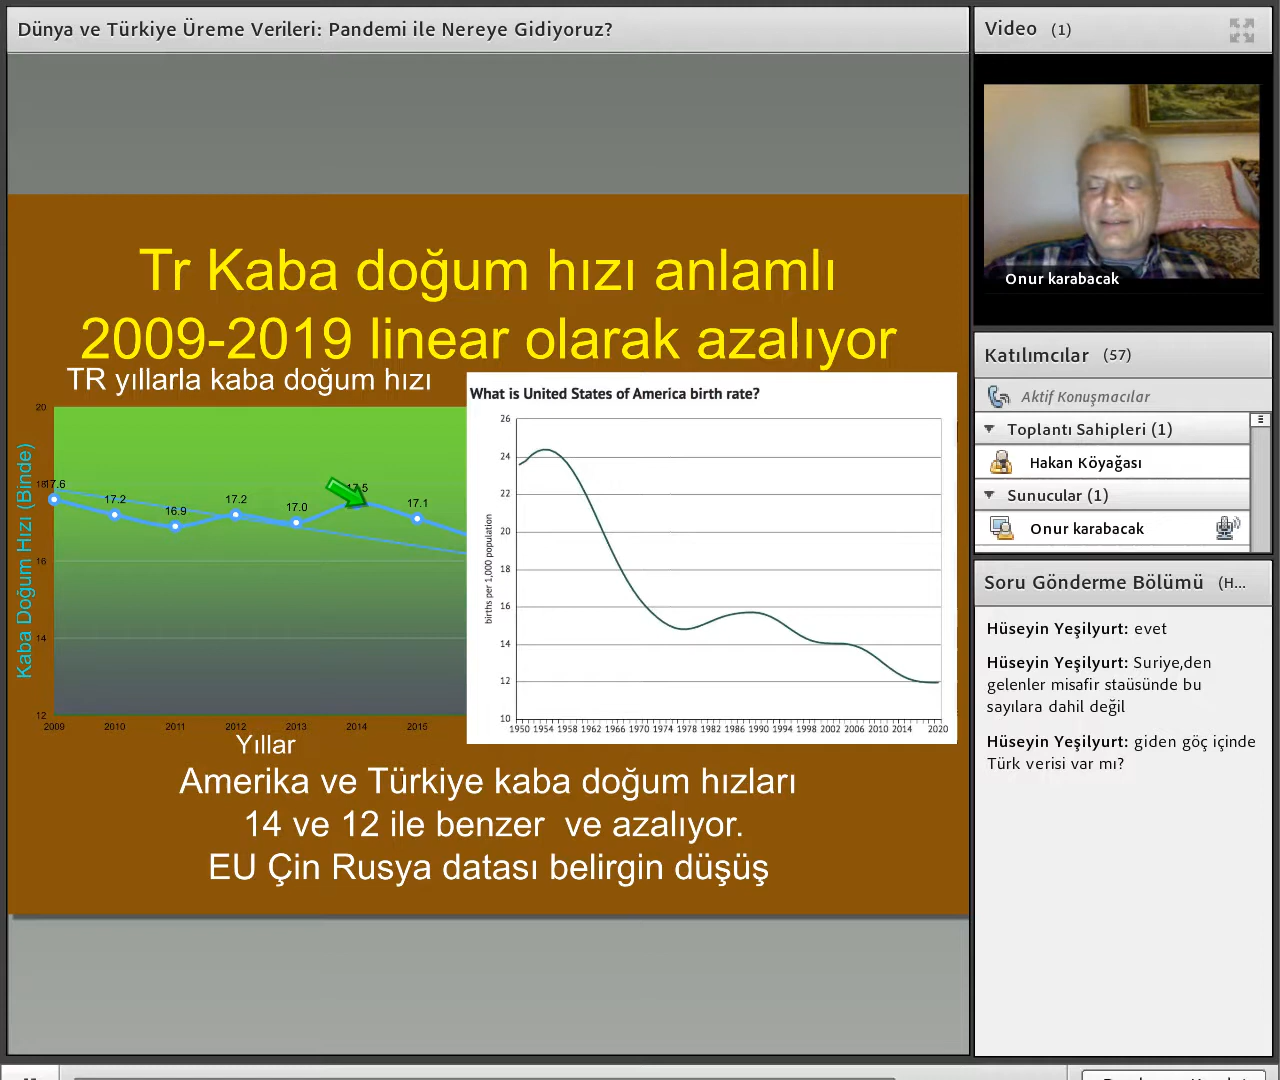 Dünya ve Türkiye Üreme Verileri: Pandemi ile Nereye Gidiyoruz?
Tr Kaba doğum hızı anlamlı
2009-2019 linear olarak azalıyor
TR yıllarla kaba doğum hızı
Kaba Doğum Hızı (Binde)
20
18
16
14
12
17.6
17.2
16.9
17.2
17.0
17.1
2009 2010 2011 2012 2013 2014 2015
Yıllar
What is United States of America birth rate?
births per 1,000 population
26
24
22
20
18
16
14
12
10
1950 1954 1958 1962 1966 1970 1974 1978 1982 1986 1990 1994 1998 2002 2006 2010 2014 2020
Amerika ve Türkiye kaba doğum hızları
14 ve 12 ile benzer ve azalıyor.
EU Çin Rusya datası belirgin düşüş
Video (1)
Onur karabacak
Katılımcılar (57)
Aktif Konuşmacılar
Toplantı Sahipleri (1)
Hakan Köyağası
Sunucular (1)
Onur karabacak
Soru Gönderme Bölümü (H...
Hüseyin Yeşilyurt: evet
Hüseyin Yeşilyurt: Suriye,den
gelenler misafir staüsünde bu
sayılara dahil değil
Hüseyin Yeşilyurt: giden göç içinde
Türk verisi var mı?